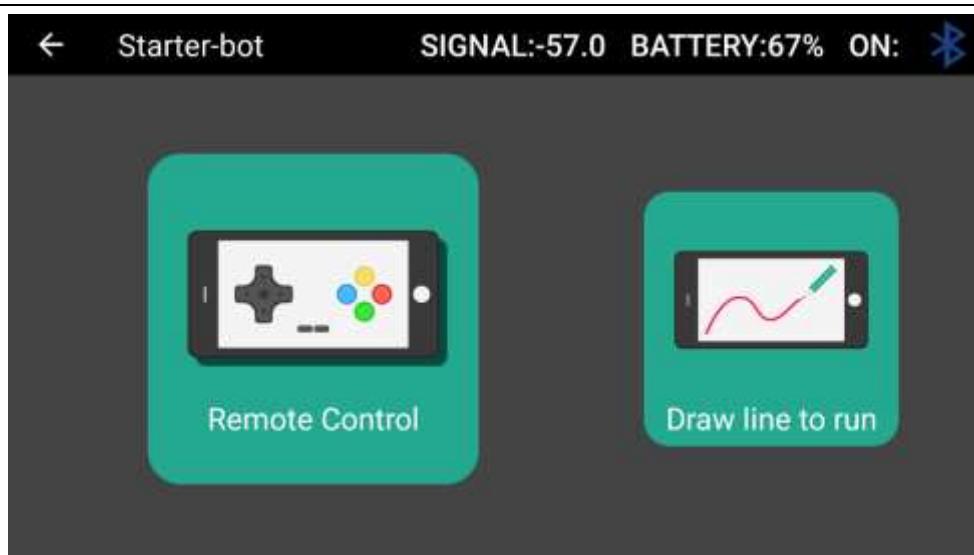 Starter-bot SIGNAL:-57.0 BATTERY:67% ON:
Remote Control
Draw line to run